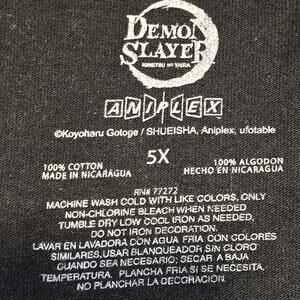 DEMON
SLAYER
KIMETSU NO YAIBA
ANIPLEX
©Koyoharu Gotoge / SHUEISHA, Aniplex, ufotable
5X
100% COTTON
MADE IN NICARAGUA
100% ALGODON
HECHO EN NICARAGUA
RN# 77272
MACHINE WASH COLD WITH LIKE COLORS, ONLY
NON-CHLORINE BLEACH WHEN NEEDED
TUMBLE DRY LOW COOL IRON AS NEEDED,
DO NOT IRON DECORATION.
LAVAR EN LAVADORA CON AGUA FRIA CON COLORES
SIMILARES, USAR BLANQUEADOR SIN CLORO
CUANDO SEA NECESARIO; SECAR A BAJA
TEMPERATURA. PLANCHA FRIA SI SE NECESITA,
NO PLANCHAR LA DECORACION.